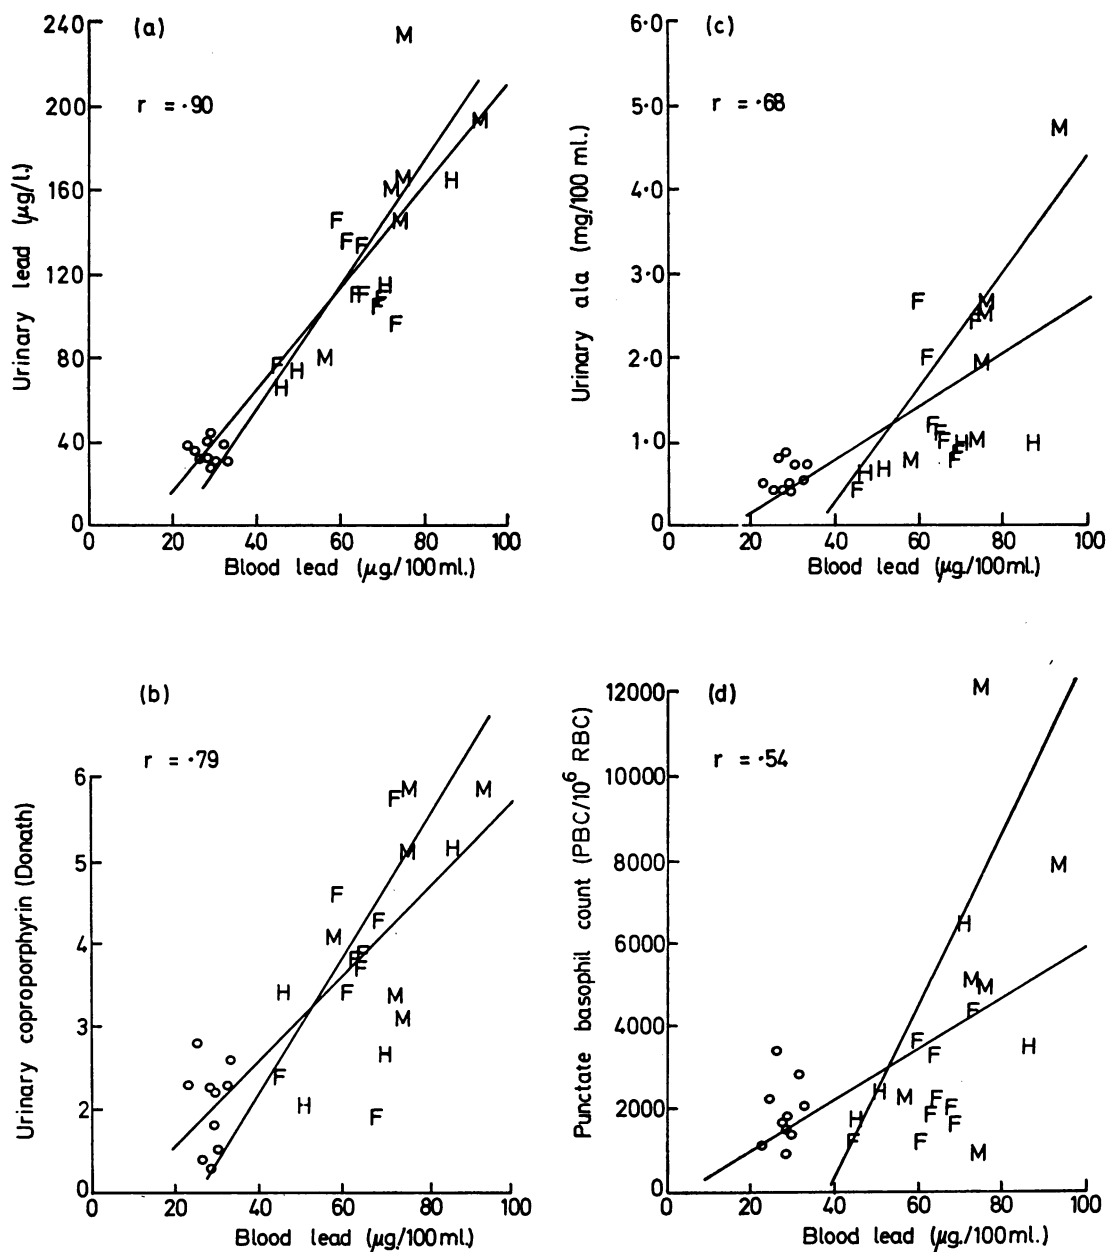 (a)
r = ·90
Urinary lead (µg/l.)
240
200
160
120
80
40
0
0 20 40 60 80 100
Blood lead (µg/100ml.)
M
M
M
M
H
F
M
F
F
H
F
F
F
F
F
M
F
H
H
(c)
r = ·68
Urinary ala (mg/100 ml.)
6·0
5·0
4·0
3·0
2·0
1·0
0
0 20 40 60 80 100
Blood lead (µg/100ml.)
M
F
M
M
F
F
M
F
F
F
H
M
H
F
F
M
H
H
F
(b)
r = ·79
Urinary coproporphyrin (Donath)
6
5
4
3
2
0
0 20 40 60 80 100
Blood lead (µg/100ml.)
F
M
M
M
H
F
F
M
F
F
F
F
H
M
M
H
F
H
F
(d)
r = ·54
Punctate basophil count (PBC/10⁶ RBC)
12000
10000
8000
6000
4000
2000
0
0 20 40 60 80 100
Blood lead (µg./100ml.)
M
M
H
M
M
F
F
F
H
H
M
F
F
F
F
H
F
F
M